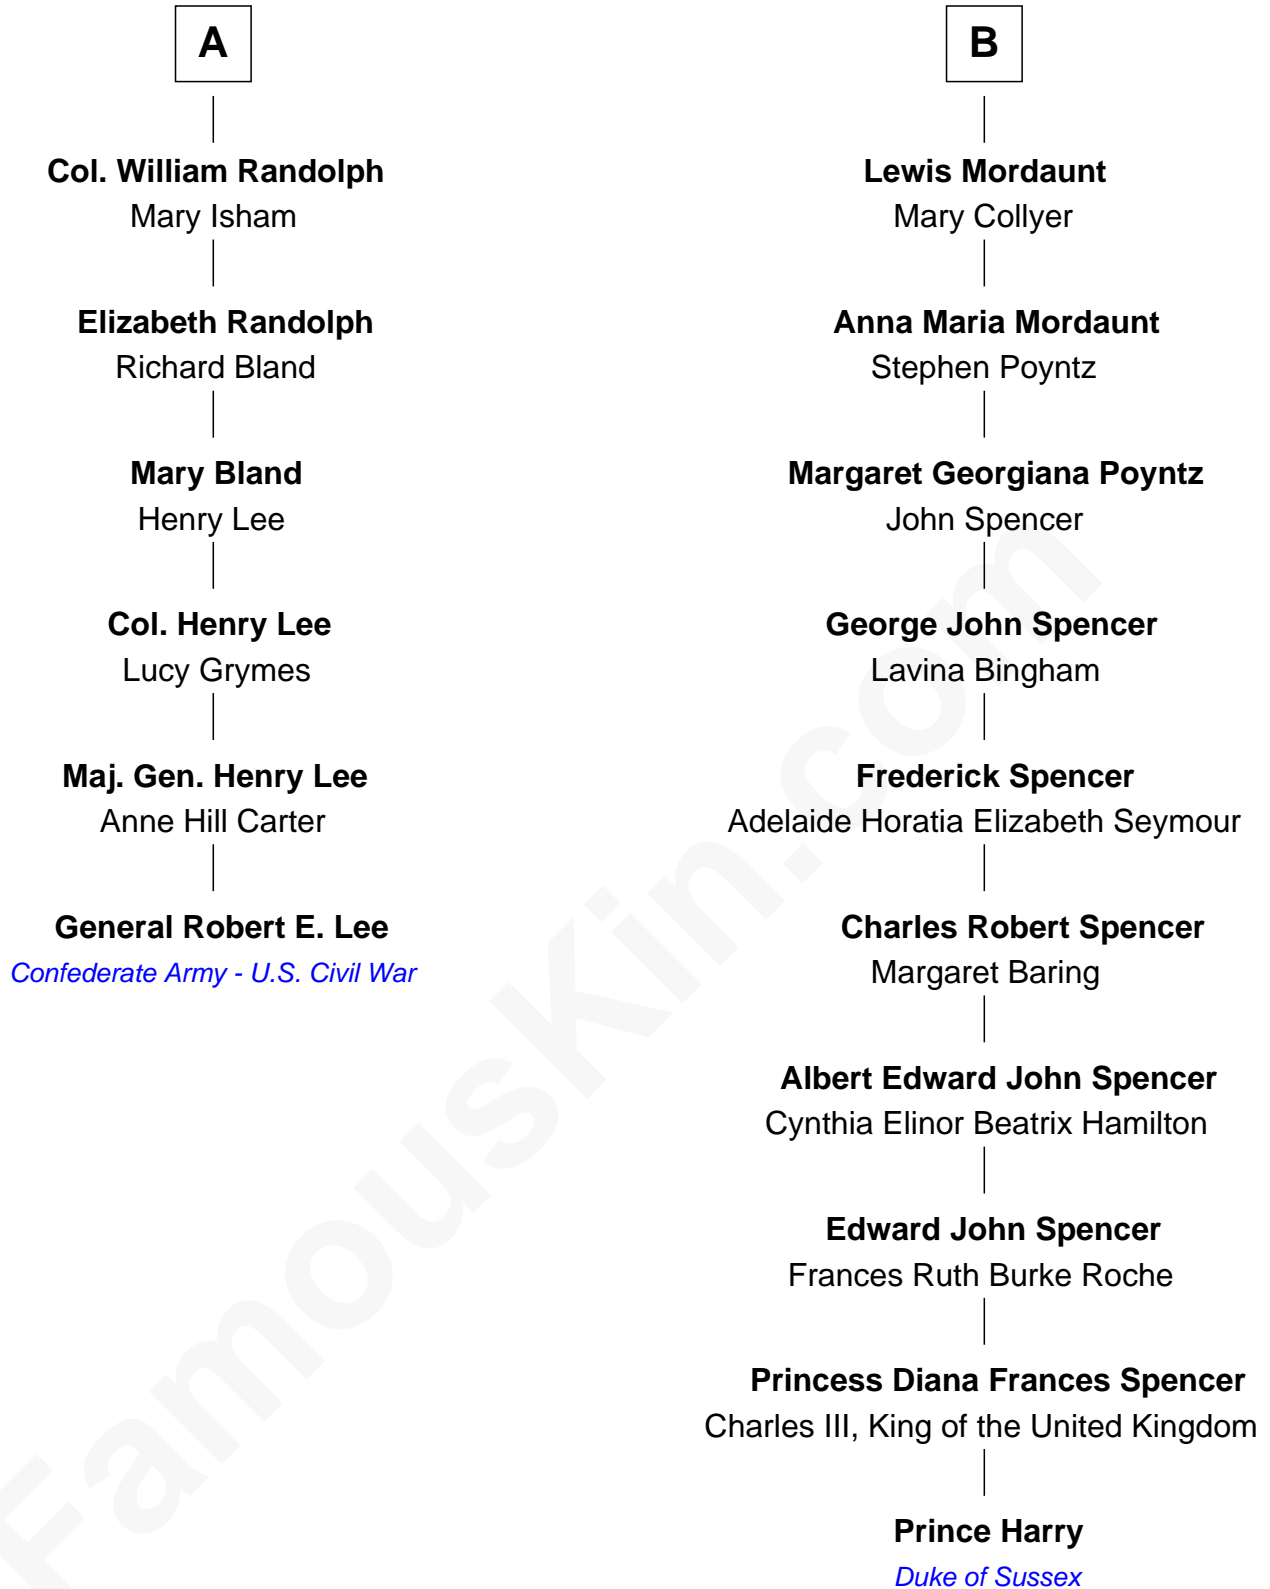 A
Col. William Randolph
Mary Isham
Elizabeth Randolph
Richard Bland
Mary Bland
Henry Lee
Col. Henry Lee
Lucy Grymes
Maj. Gen. Henry Lee
Anne Hill Carter
General Robert E. Lee
Confederate Army - U.S. Civil War
B
Lewis Mordaunt
Mary Collyer
Anna Maria Mordaunt
Stephen Poyntz
Margaret Georgiana Poyntz
John Spencer
George John Spencer
Lavina Bingham
Frederick Spencer
Adelaide Horatia Elizabeth Seymour
Charles Robert Spencer
Margaret Baring
Albert Edward John Spencer
Cynthia Elinor Beatrix Hamilton
Edward John Spencer
Frances Ruth Burke Roche
Princess Diana Frances Spencer
Charles III, King of the United Kingdom
Prince Harry
Duke of Sussex
FamousKin.com